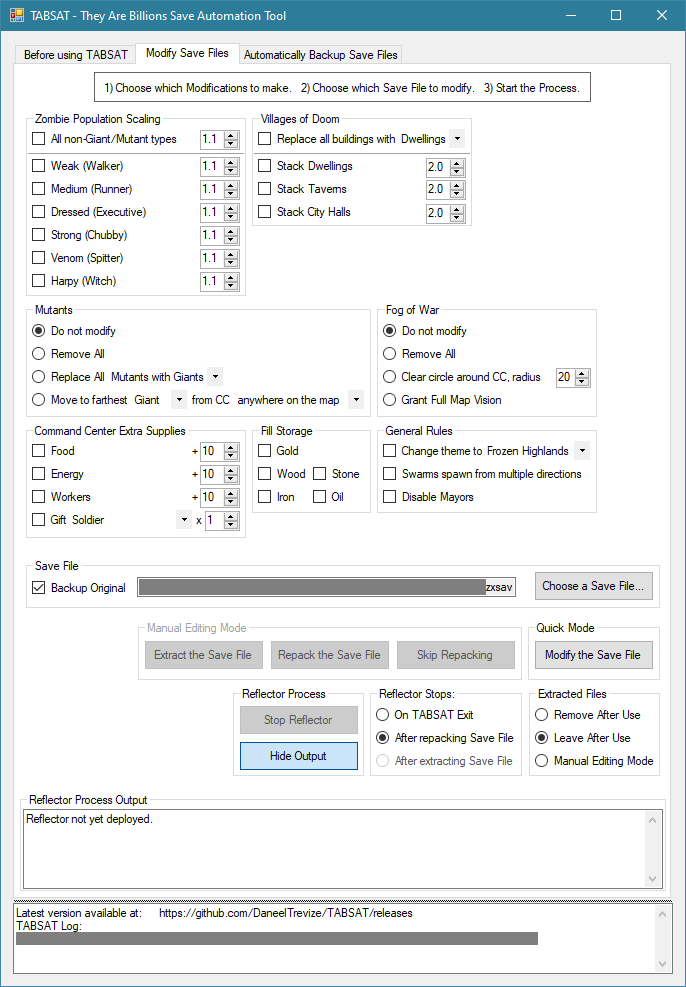 TABSAT - They Are Billions Save Automation Tool
Before using TABSAT
Modify Save Files
Automatically Backup Save Files
1) Choose which Modifications to make. 2) Choose which Save File to modify. 3) Start the Process.
Zombie Population Scaling
All non-Giant/Mutant types 1.1
Weak (Walker) 1.1
Medium (Runner) 1.1
Dressed (Executive) 1.1
Strong (Chubby) 1.1
Venom (Spitter) 1.1
Harpy (Witch) 1.1
Villages of Doom
Replace all buildings with Dwellings
Stack Dwellings 2.0
Stack Taverns 2.0
Stack City Halls 2.0
Mutants
Do not modify
Remove All
Replace All Mutants with Giants
Move to farthest Giant from CC anywhere on the map
Fog of War
Do not modify
Remove All
Clear circle around CC, radius 20
Grant Full Map Vision
Command Center Extra Supplies
Food + 10
Energy + 10
Workers + 10
Gift Soldier x 1
Fill Storage
Gold
Wood Stone
Iron Oil
General Rules
Change theme to Frozen Highlands
Swarms spawn from multiple directions
Disable Mayors
Save File
Backup Original zxsav Choose a Save File...
Manual Editing Mode
Extract the Save File Repack the Save File Skip Repacking
Quick Mode
Modify the Save File
Reflector Process
Stop Reflector
Hide Output
Reflector Stops:
On TABSAT Exit
After repacking Save File
After extracting Save File
Extracted Files
Remove After Use
Leave After Use
Manual Editing Mode
Reflector Process Output
Reflector not yet deployed.
Latest version available at: https://github.com/DaneelTrevize/TABSAT/releases
TABSAT Log: